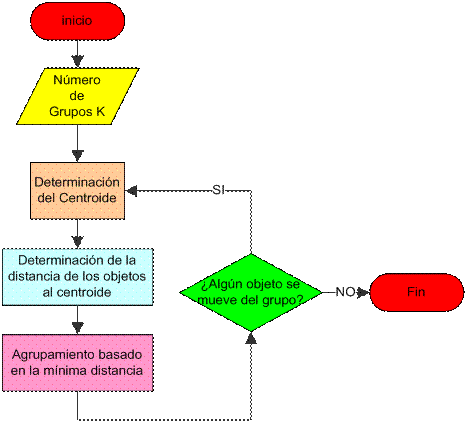 Inicio
Número
de
Grupos K
Determinación
del Centroide
SI
Determinación de la
distancia de los objetos
al centroide
¿Algún objeto se
mueve del grupo?
NO
Fin
Agrupamiento basado
en la mínima distancia